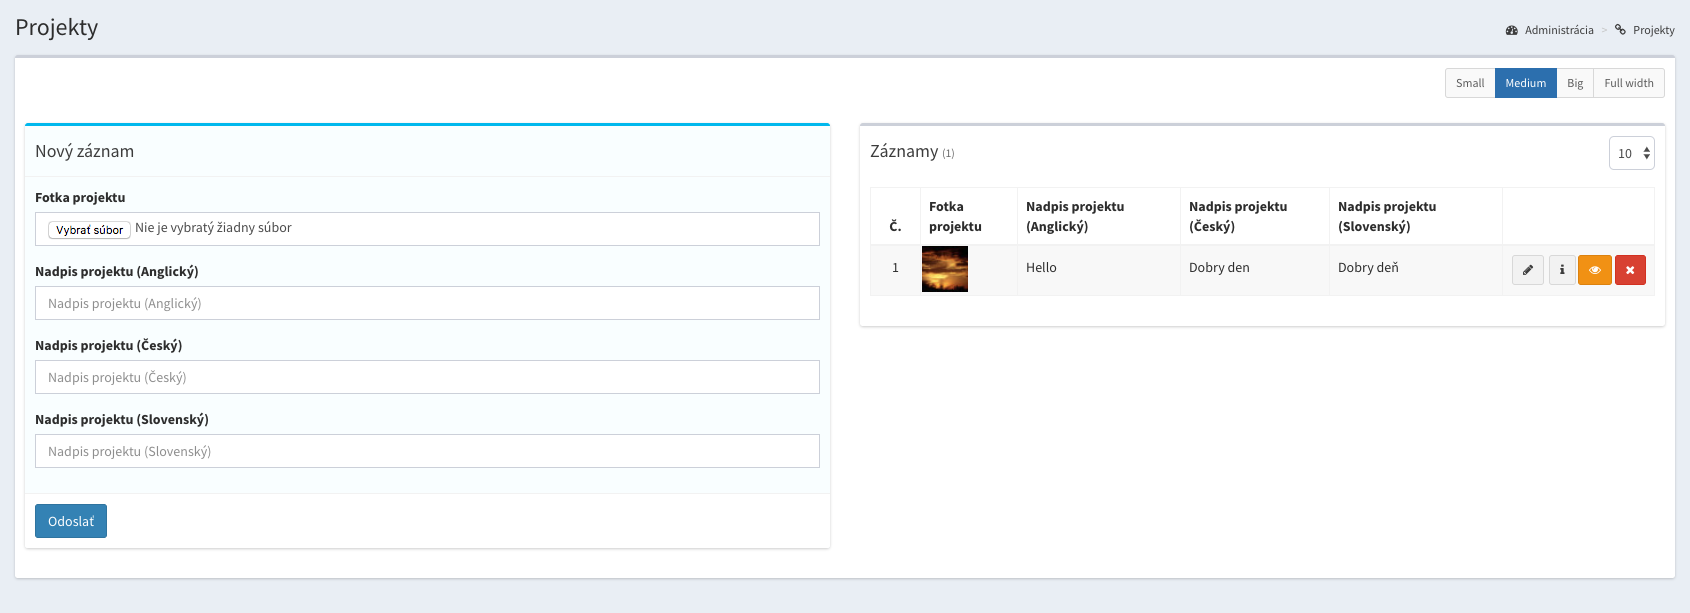 Projekty
Administrácia > Projekty
Small Medium Big Full width
Nový záznam
Fotka projektu
Vybrať súbor Nie je vybratý žiadny súbor
Nadpis projektu (Anglický)
Nadpis projektu (Anglický)
Nadpis projektu (Český)
Nadpis projektu (Český)
Nadpis projektu (Slovenský)
Nadpis projektu (Slovenský)
Odoslať
Záznamy (1)
10
Č. Fotka projektu Nadpis projektu (Anglický) Nadpis projektu (Český) Nadpis projektu (Slovenský)
1 Hello Dobry den Dobry deň